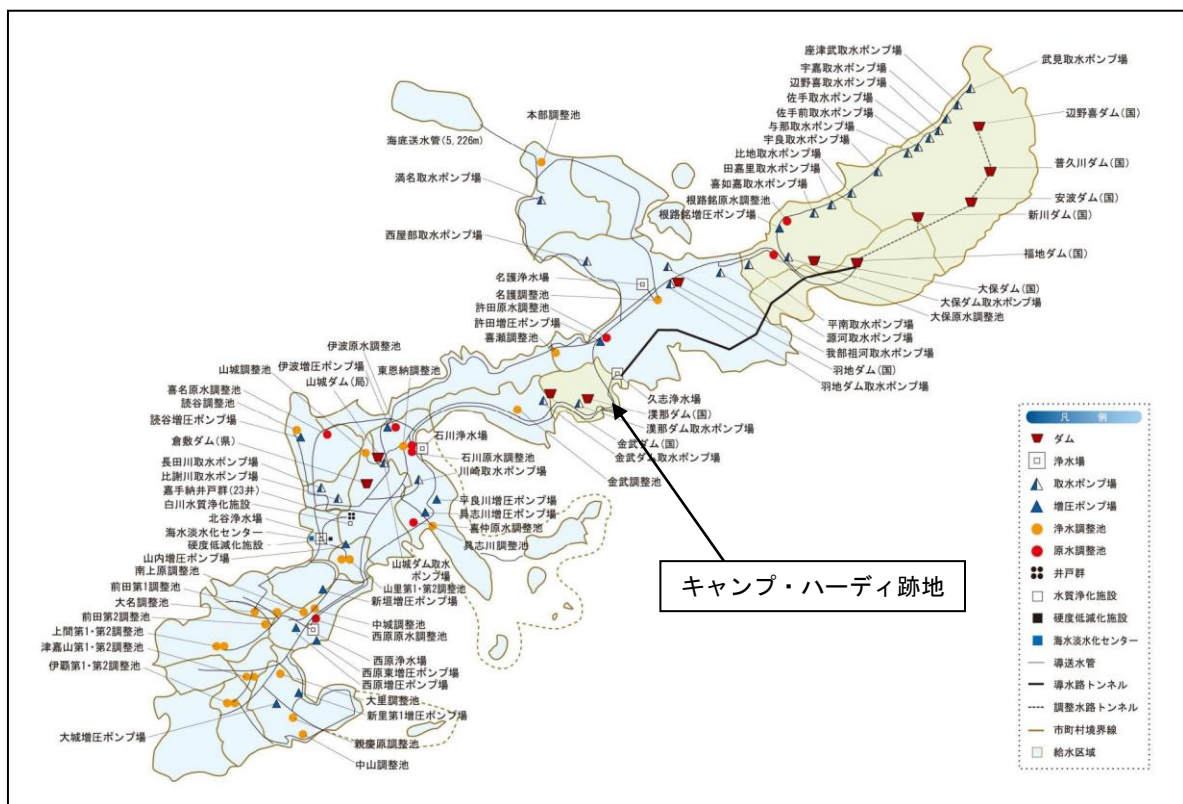 座津武取水ポンプ場
宇嘉取水ポンプ場
辺野喜取水ポンプ場
佐手取水ポンプ場
佐手前取水ポンプ場
与那取水ポンプ場
宇良取水ポンプ場
比地取水ポンプ場
田嘉里取水ポンプ場
喜如嘉取水ポンプ場
根路銘原水調整池
根路銘増圧ポンプ場
武見取水ポンプ場
辺野喜ダム(国)
普久川ダム(国)
安波ダム(国)
新川ダム(国)
福地ダム(国)
大保ダム(国)
大保ダム取水ポンプ場
大保原水調整池
平南取水ポンプ場
源河取水ポンプ場
我部祖河取水ポンプ場
羽地ダム(国)
羽地ダム取水ポンプ場
本部調整池
海底送水管(5,226m)
満名取水ポンプ場
西屋部取水ポンプ場
名護浄水場
名護調整池
許田原水調整池
許田増圧ポンプ場
喜瀬調整池
久志浄水場
漢那ダム(国)
漢那ダム取水ポンプ場
金武ダム(国)
金武ダム取水ポンプ場
金武調整池
伊波原水調整池
伊波増圧ポンプ場
山城ダム(局)
東恩納調整池
山城調整池
喜名原水調整池
読谷調整池
読谷増圧ポンプ場
倉敷ダム(県)
長田川取水ポンプ場
比謝川取水ポンプ場
嘉手納井戸群(23井)
白川水質浄化施設
北谷浄水場
海水淡水化センター
硬度低減化施設
山内増圧ポンプ場
南上原調整池
前田第1調整池
大名調整池
前田第2調整池
上間第1・第2調整池
津嘉山第1・第2調整池
伊覇第1・第2調整池
大城増圧ポンプ場
石川浄水場
石川原水調整池
川崎取水ポンプ場
平良川増圧ポンプ場
具志川増圧ポンプ場
喜仲原水調整池
具志川調整池
山城ダム取水
ポンプ場
山里第1・第2調整池
新垣増圧ポンプ場
中城調整池
西原原水調整池
西原浄水場
西原東増圧ポンプ場
西原増圧ポンプ場
大里調整池
新里第1増圧ポンプ場
親慶原調整池
中山調整池
キャンプ・ハーディ跡地
凡 例
ダム
浄水場
取水ポンプ場
増圧ポンプ場
浄水調整池
原水調整池
井戸群
水質浄化施設
硬度低減化施設
海水淡水化センター
導送水管
導水路トンネル
調整水路トンネル
市町村境界線
給水区域